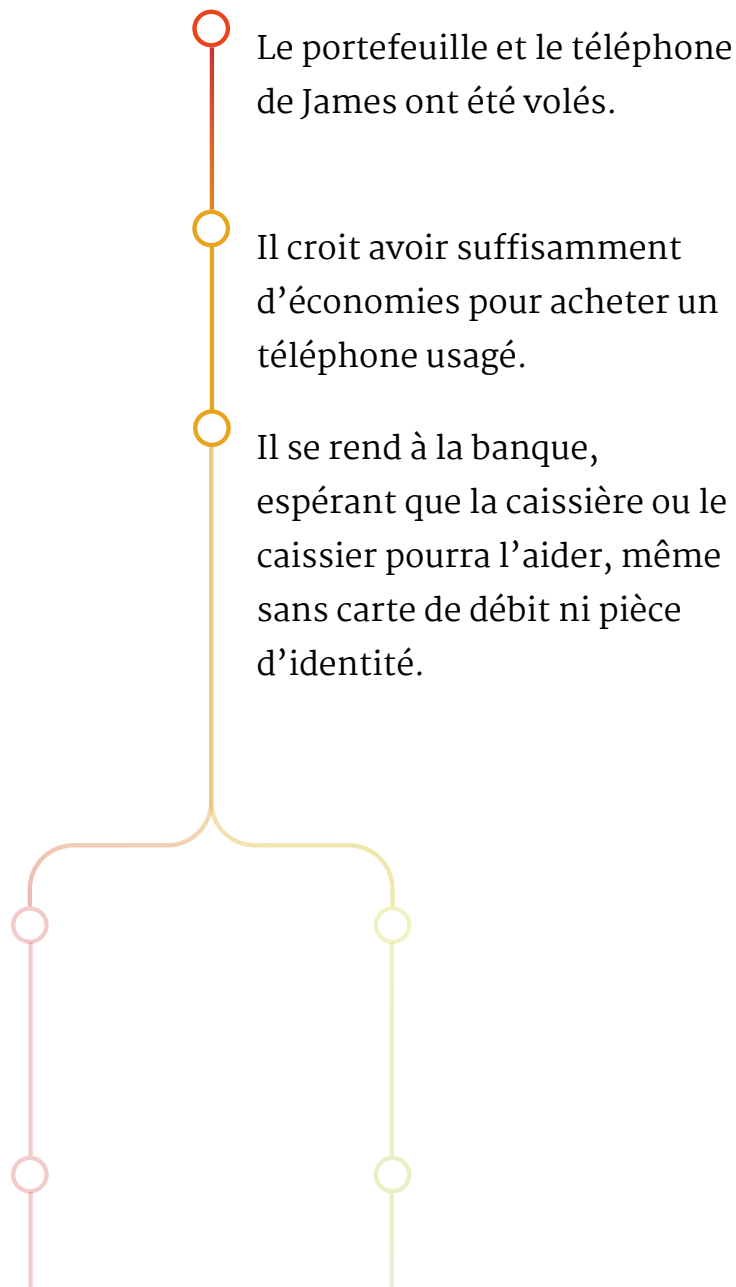 Le portefeuille et le téléphone
de James ont été volés.
Il croit avoir suffisamment
d’économies pour acheter un
téléphone usagé.
Il se rend à la banque,
espérant que la caissière ou le
caissier pourra l’aider, même
sans carte de débit ni pièce
d’identité.